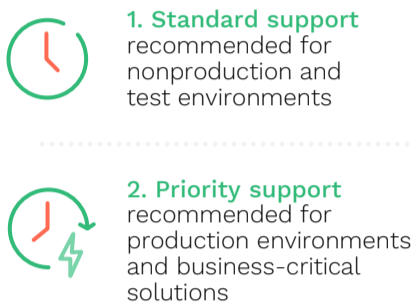 1. Standard support
recommended for
nonproduction and
test environments
2. Priority support
recommended for
production environments
and business-critical
solutions